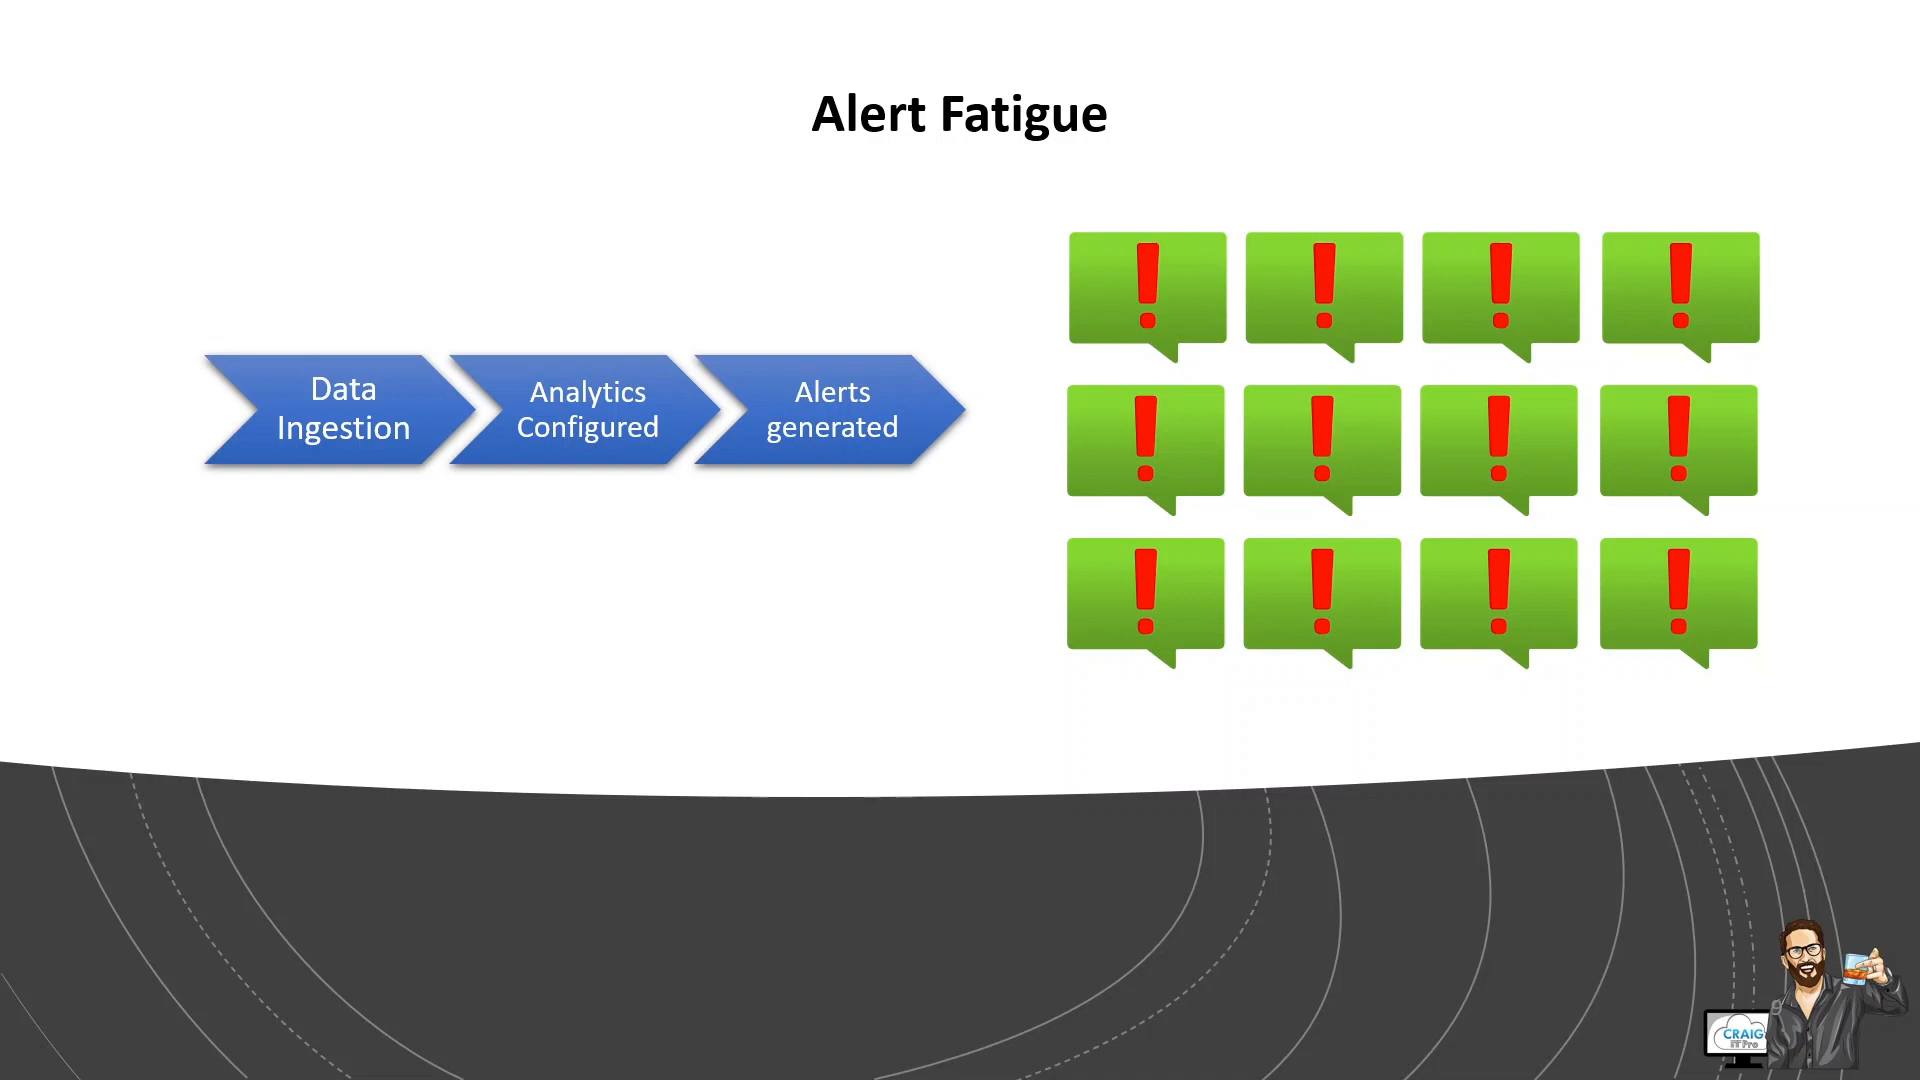 Alert Fatigue
Data
Ingestion
Analytics
Configured
Alerts
generated
CRAIG
IT Pro